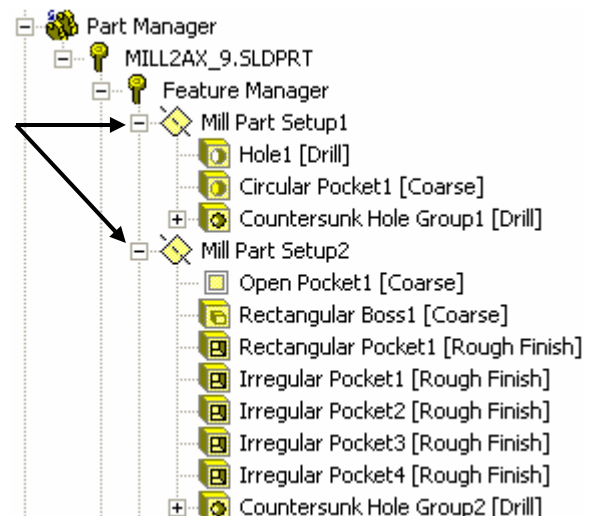 Part Manager
MILL2AX_9.SLDPRT
Feature Manager
Mill Part Setup1
Hole1 [Drill]
Circular Pocket1 [Coarse]
Countersunk Hole Group1 [Drill]
Mill Part Setup2
Open Pocket1 [Coarse]
Rectangular Boss1 [Coarse]
Rectangular Pocket1 [Rough Finish]
Irregular Pocket1 [Rough Finish]
Irregular Pocket2 [Rough Finish]
Irregular Pocket3 [Rough Finish]
Irregular Pocket4 [Rough Finish]
Countersunk Hole Group2 [Drill]